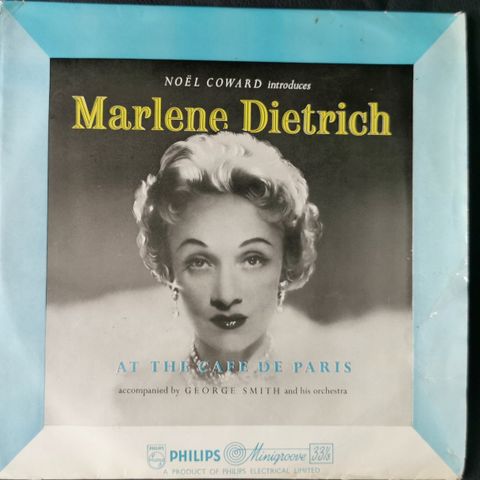 NOËL COWARD introduces
Marlene Dietrich
AT THE CAFE DE PARIS
accompanied by GEORGE SMITH and his orchestra
PHILIPS PHILIPS Minigroove 33⅓
A PRODUCT OF PHILIPS ELECTRICAL LIMITED